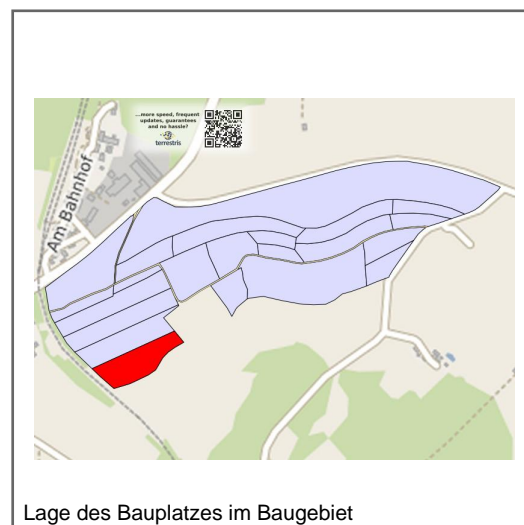 ...more speed, frequent
updates, guarantees
and no hassle?
terrestris
Am Bahnhof
Lage des Bauplatzes im Baugebiet